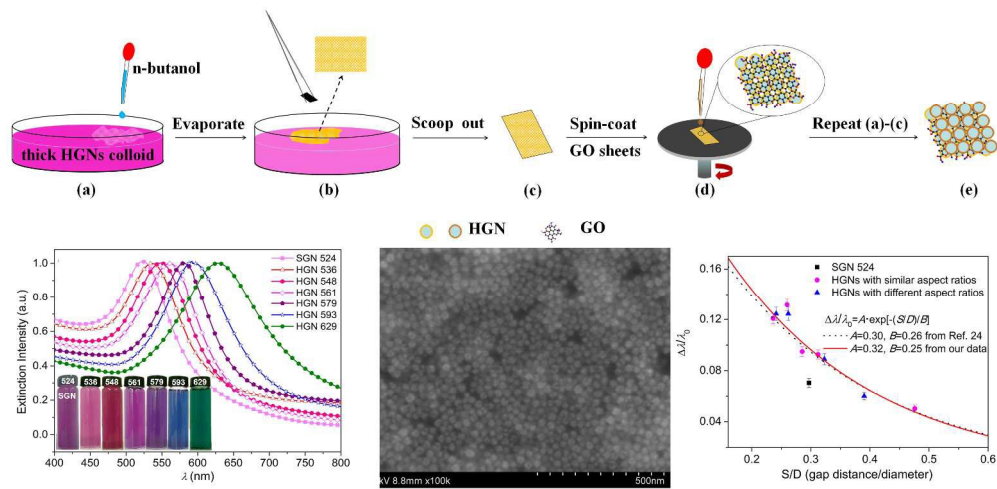 n-butanol
thick HGNs colloid
(a)
Evaporate
(b)
Scoop out
(c)
Spin-coat
GO sheets
(d)
Repeat (a)-(c)
(e)
HGN
GO
Extinction Intensity (a.u.)
1.0
0.8
0.6
0.4
0.2
0.0
SGN 524
HGN 536
HGN 548
HGN 561
HGN 579
HGN 593
HGN 629
524 536 548 561 579 593 629
SGN
400 450 500 550 600 650 700 750 800
λ (nm)
kV 8.8mm x100k
500nm
Δλ/λ0
0.16
0.12
0.08
0.04
SGN 524
HGNs with similar aspect ratios
HGNs with different aspect ratios
Δλ/λ0=A·exp[-(S/D)/B]
A=0.30, B=0.26 from Ref. 24
A=0.32, B=0.25 from our data
0.2 0.3 0.4 0.5 0.6
S/D (gap distance/diameter)